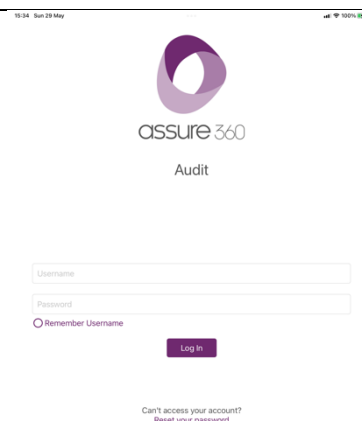 15:34 Sun 29 May 100%
assure 360
Audit
Username
Password
Remember Username
Log In
Can't access your account?
Reset your password